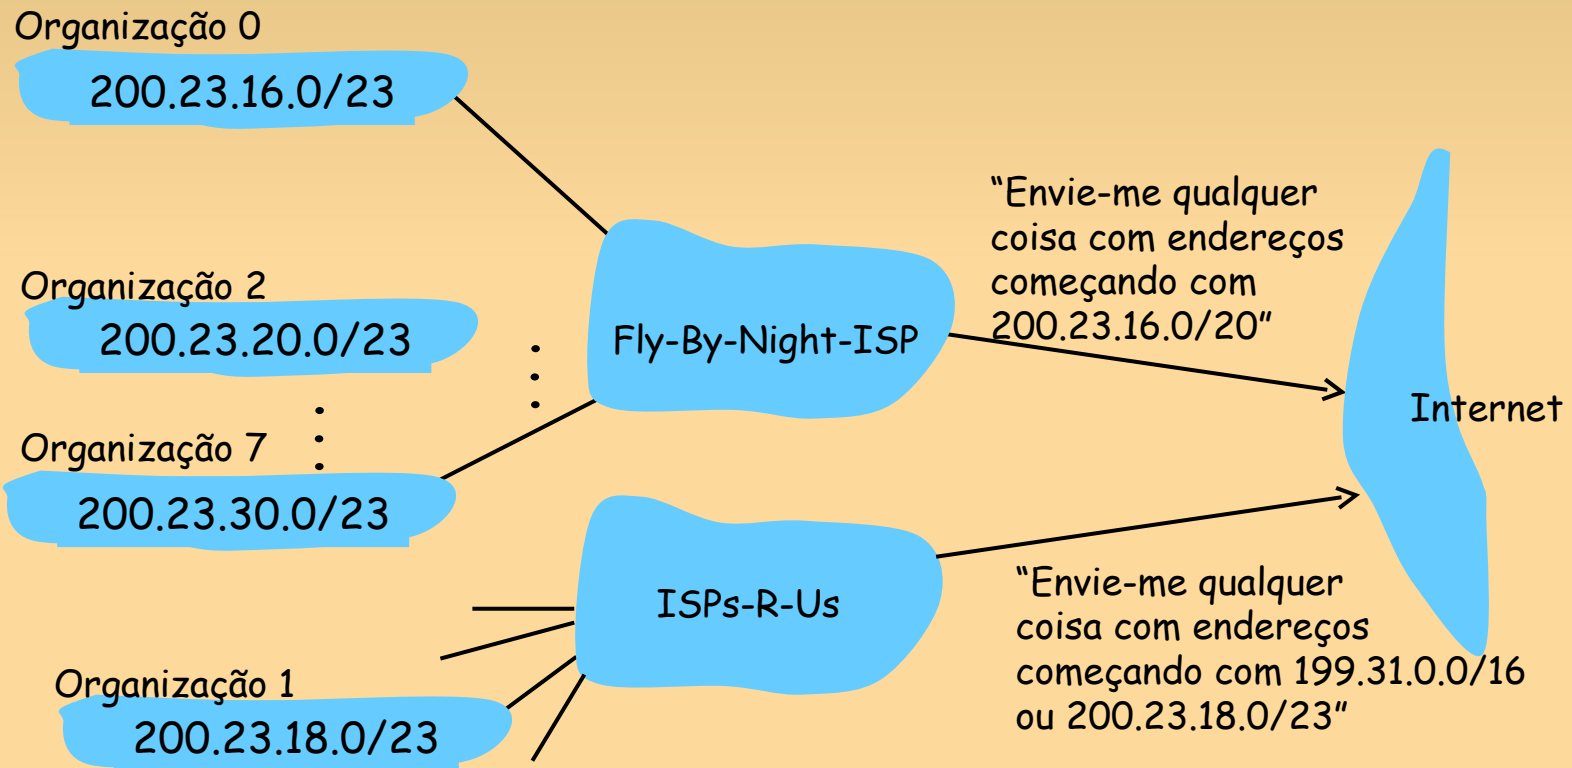 Organização 0
200.23.16.0/23
Organização 2
200.23.20.0/23
Organização 7
200.23.30.0/23
Fly-By-Night-ISP
“Envie-me qualquer
coisa com endereços
começando com
200.23.16.0/20”
Internet
ISPs-R-Us
Organização 1
200.23.18.0/23
“Envie-me qualquer
coisa com endereços
começando com 199.31.0.0/16
ou 200.23.18.0/23”